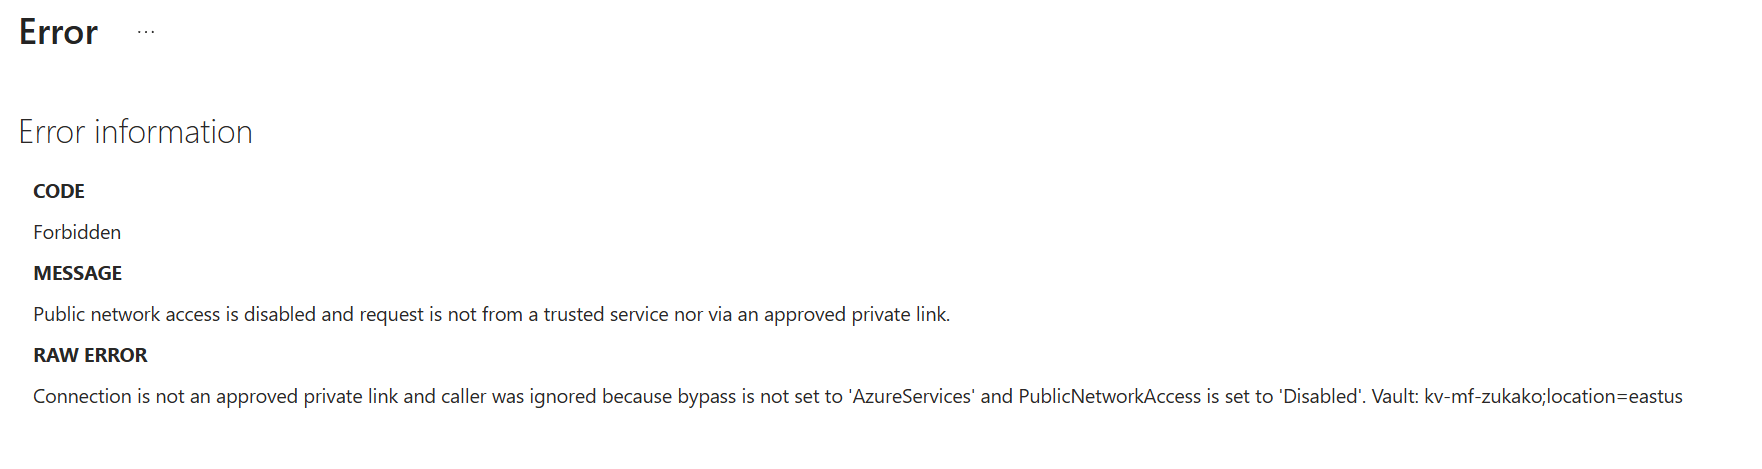 Error ...
Error information
CODE
Forbidden
MESSAGE
Public network access is disabled and request is not from a trusted service nor via an approved private link.
RAW ERROR
Connection is not an approved private link and caller was ignored because bypass is not set to 'AzureServices' and PublicNetworkAccess is set to 'Disabled'. Vault: kv-mf-zukako;location=eastus